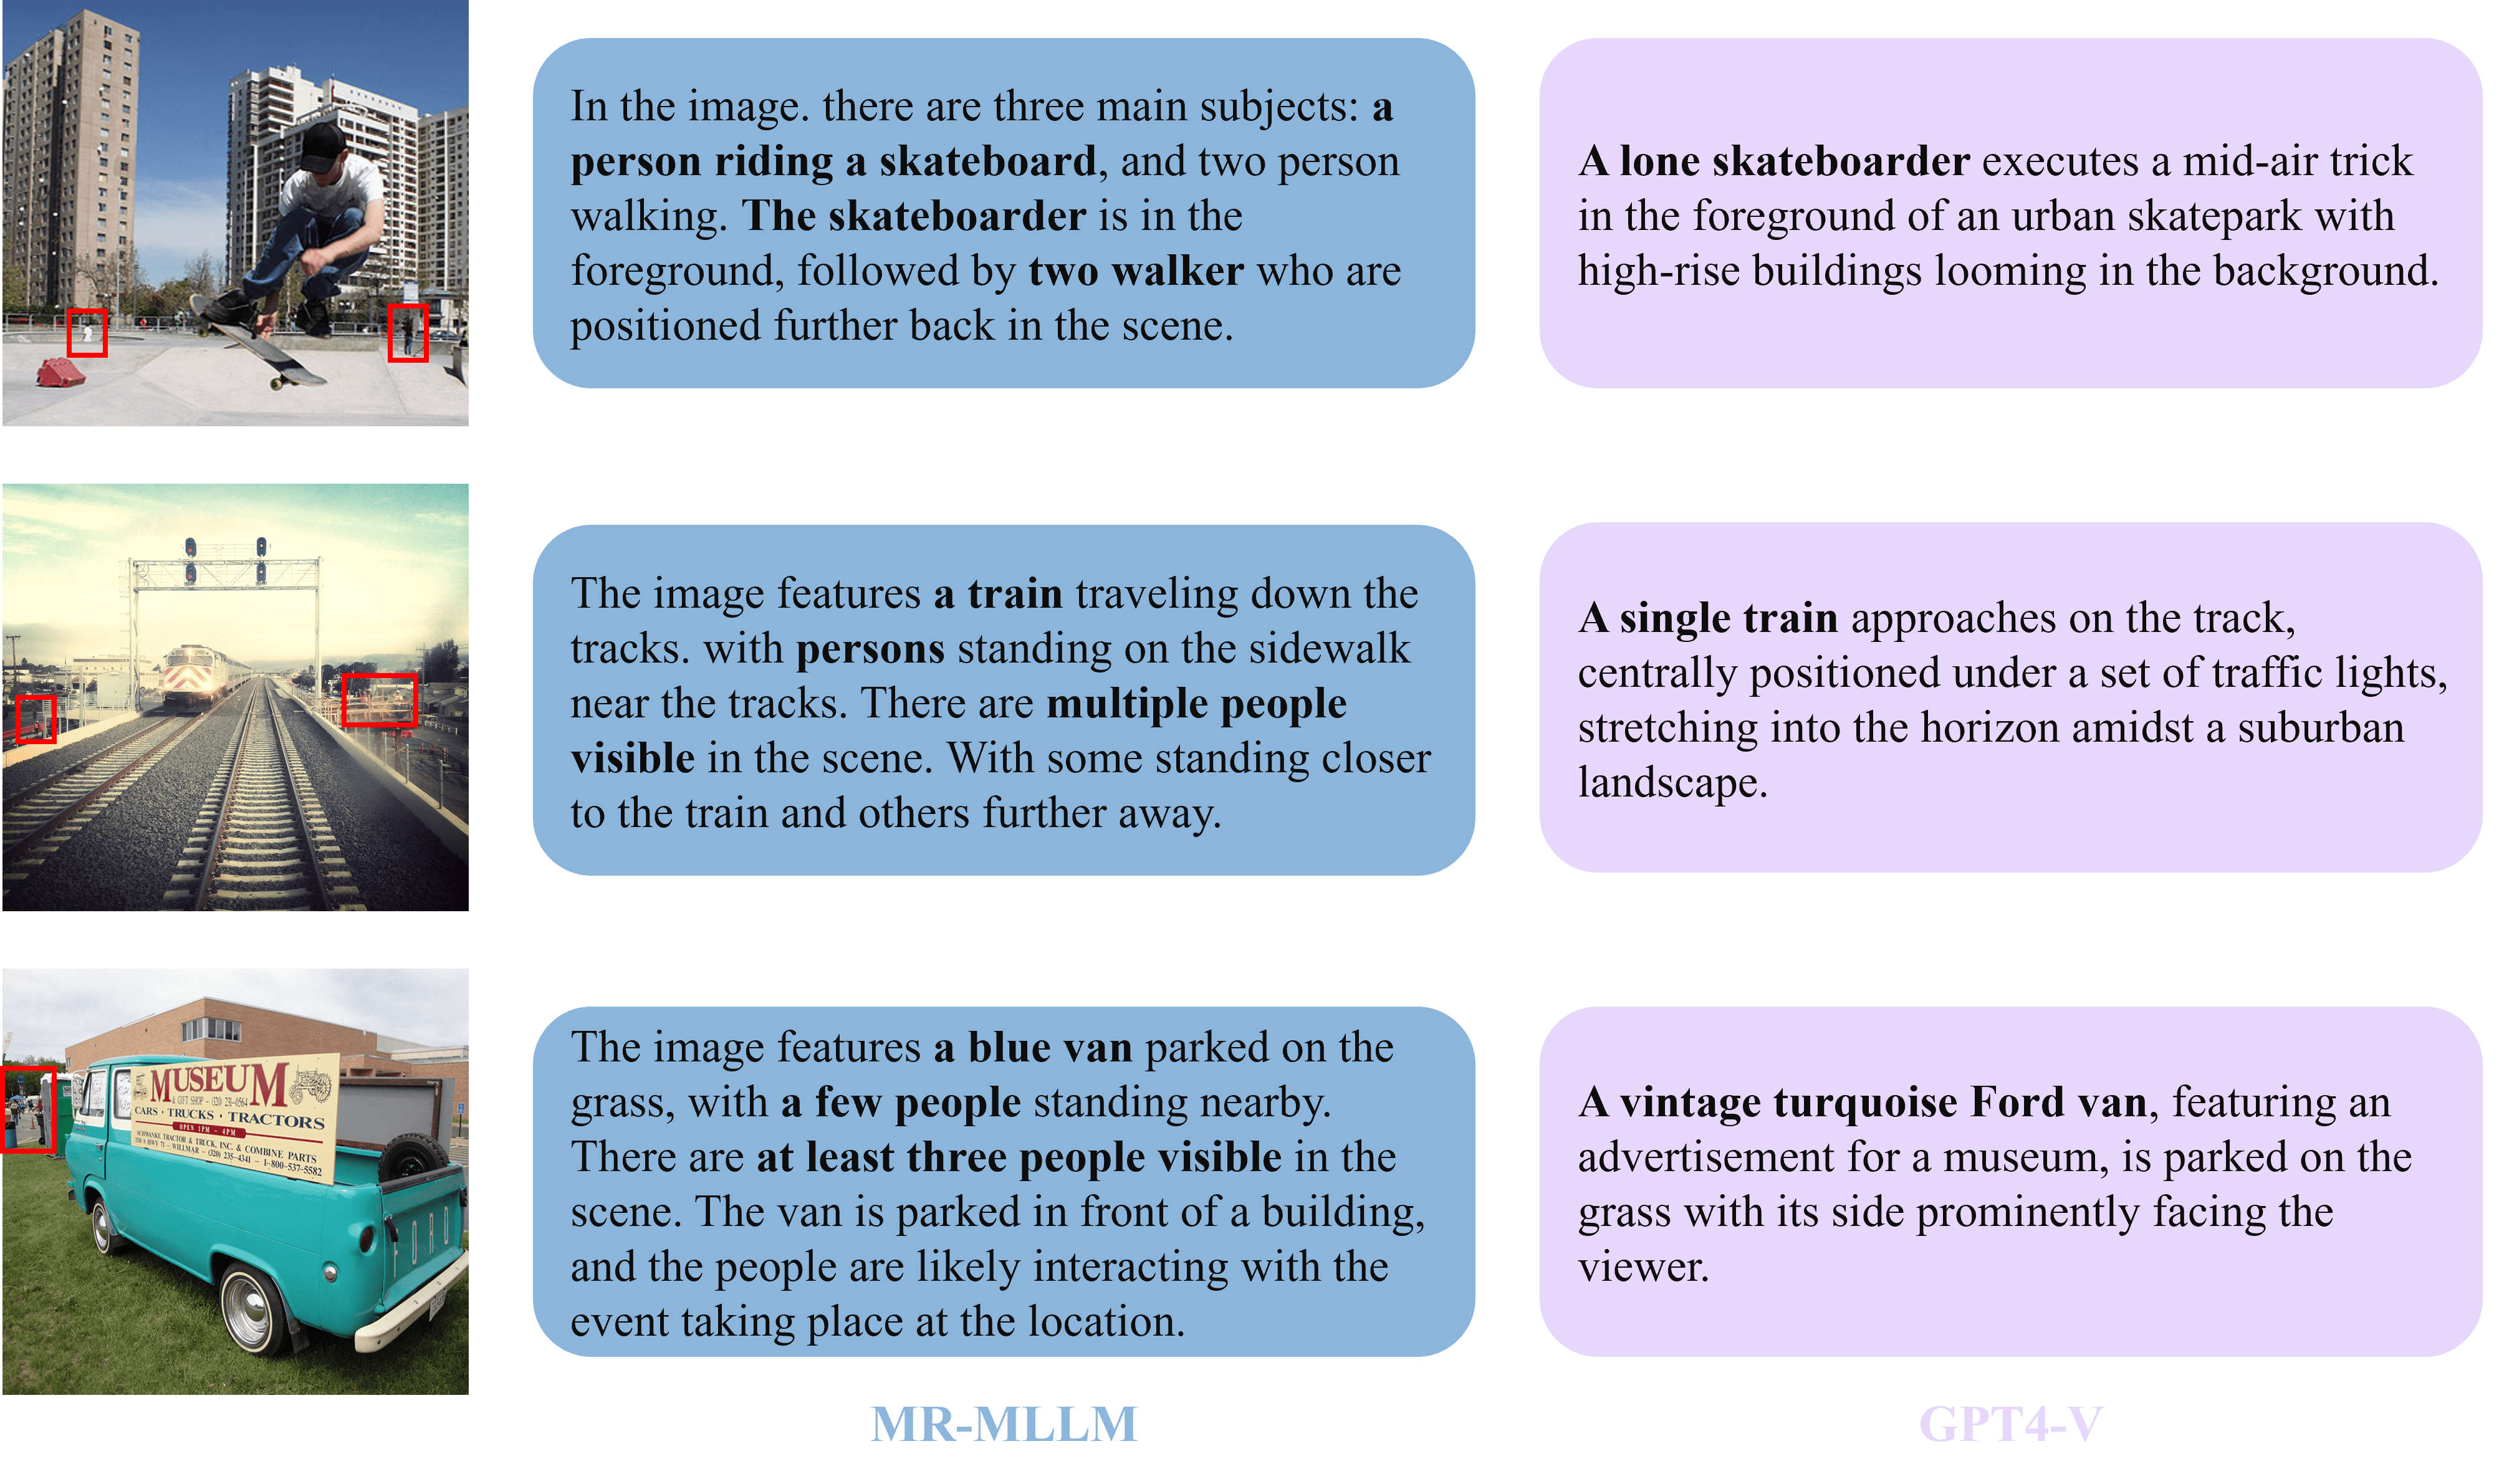 In the image. there are three main subjects: a
person riding a skateboard, and two person
walking. The skateboarder is in the
foreground, followed by two walker who are
positioned further back in the scene.
A lone skateboarder executes a mid-air trick
in the foreground of an urban skatepark with
high-rise buildings looming in the background.
The image features a train traveling down the
tracks. with persons standing on the sidewalk
near the tracks. There are multiple people
visible in the scene. With some standing closer
to the train and others further away.
A single train approaches on the track,
centrally positioned under a set of traffic lights,
stretching into the horizon amidst a suburban
landscape.
MUSEUM
& GIFT SHOP - (320) 231-0564
CARS · TRUCKS · TRACTORS
OPEN 1PM - 4PM
SCHWANKE TRACTOR & TRUCK, INC. & COMBINE PARTS
3310 S HWY 71 - WILLMAR - (320) 235-4341 - 1-800-537-5582
FORD
The image features a blue van parked on the
grass, with a few people standing nearby.
There are at least three people visible in the
scene. The van is parked in front of a building,
and the people are likely interacting with the
event taking place at the location.
A vintage turquoise Ford van, featuring an
advertisement for a museum, is parked on the
grass with its side prominently facing the
viewer.
MR-MLLM
GPT4-V